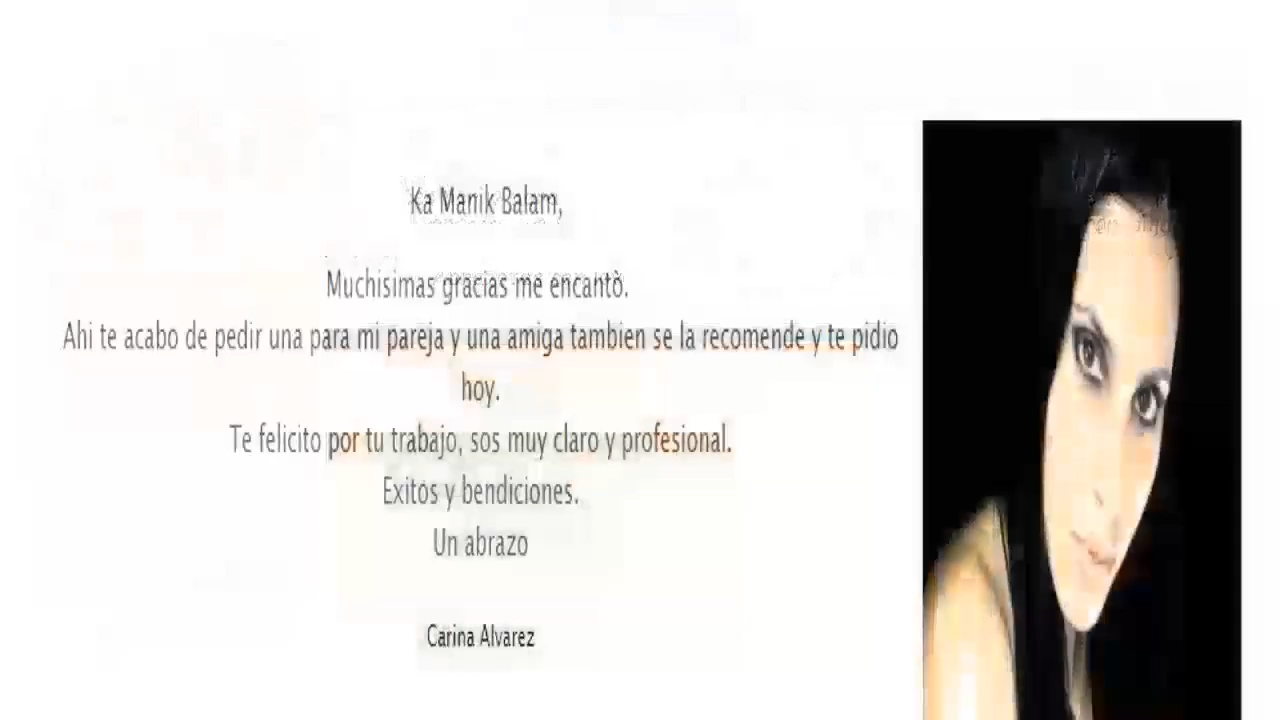 Ka Manik Balam,
Muchisimas gracias me encantò.
Ahi te acabo de pedir una para mi pareja y una amiga tambien se la recomende y te pidio
hoy.
Te felicito por tu trabajo, sos muy claro y profesional.
Exitos y bendiciones.
Un abrazo
Carina Alvarez